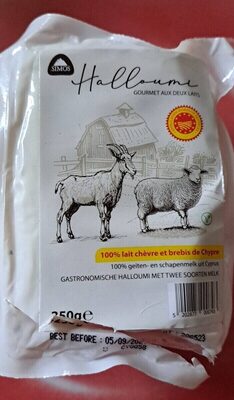 SIMOS
Halloumi
GOURMET AUX DEUX LAITS
100% lait chèvre et brebis de Chypre
100% geiten- en schapenmelk uit Cyprus
GASTRONOMISCHE HALLOUMI MET TWEE SOORTEN MELK
250g e
BEST BEFORE: 05/09/20